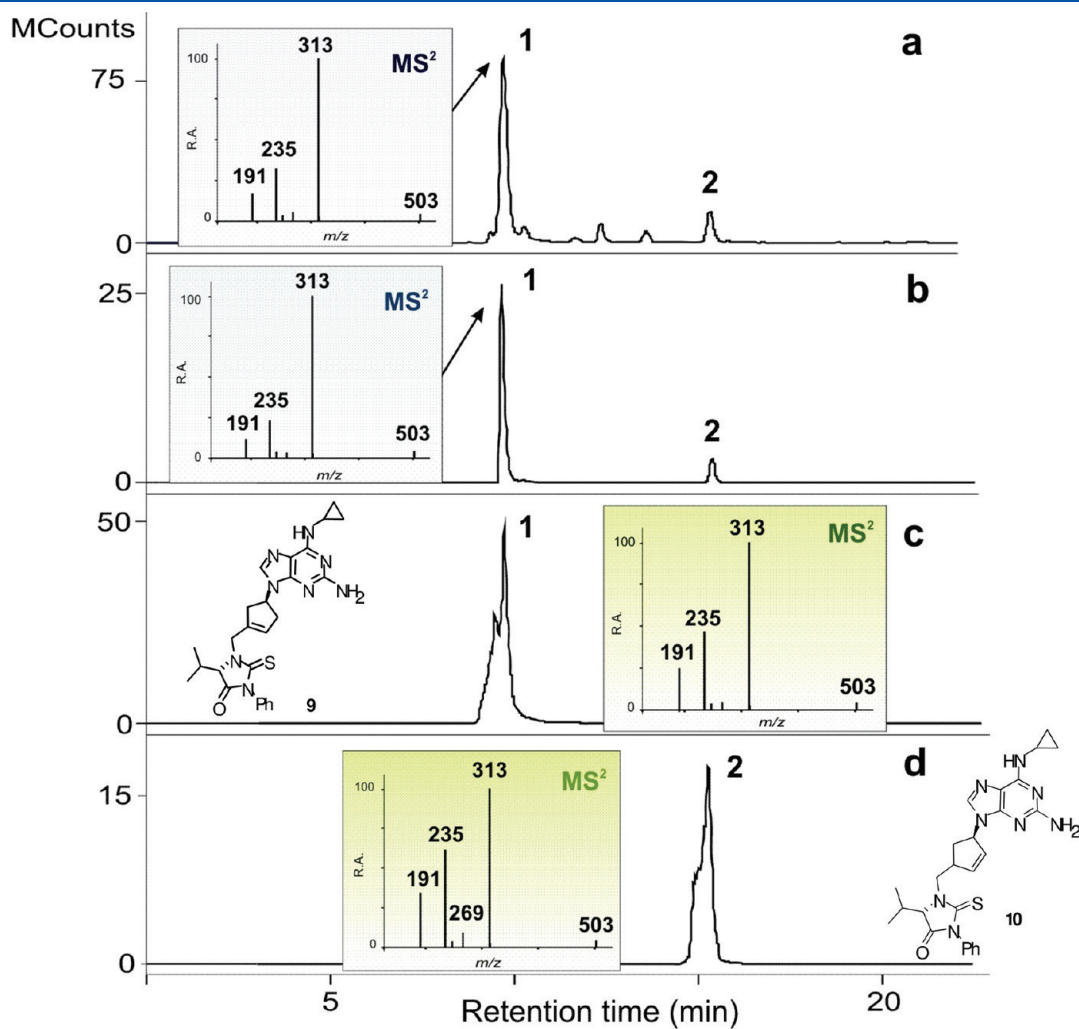 MCounts
a
1
75
MS²
313
100
235
191
503
R.A.
0
m/z
2
0
b
1
25
MS²
313
100
235
191
503
R.A.
0
m/z
2
0
c
1
50
HN
N
N
N
N
NH2
N
S
N
O
Ph
9
MS²
313
100
235
191
503
R.A.
0
m/z
0
d
2
15
MS²
313
100
235
191
269
503
R.A.
0
m/z
HN
N
N
N
N
NH2
N
S
N
O
Ph
10
0
5
20
Retention time (min)